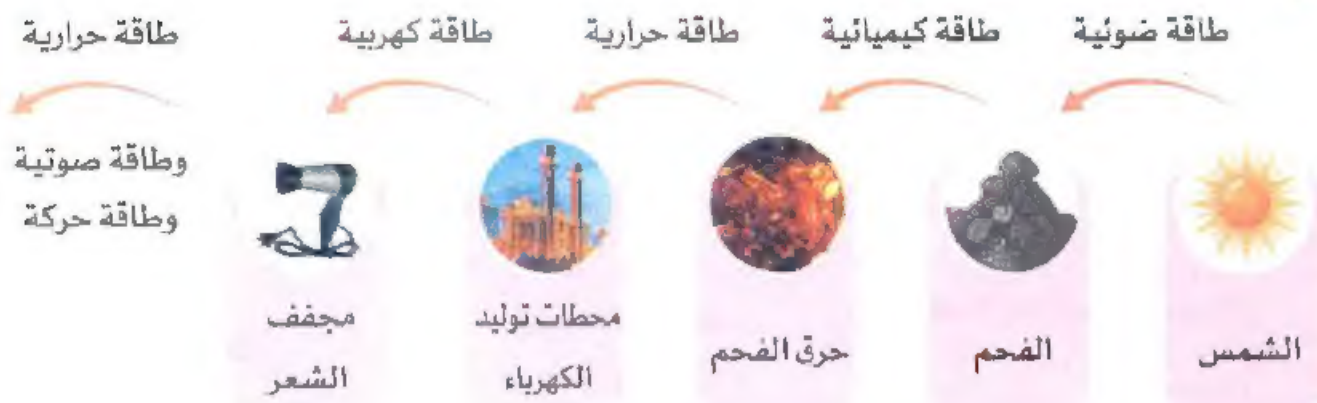 طاقة ضوئية
طاقة كيميائية
طاقة حرارية
طاقة كهربية
طاقة حرارية
وطاقة صوتية
وطاقة حركة
الشمس
الفحم
حرق الفحم
محطات توليد
الكهرباء
مجفف
الشعر